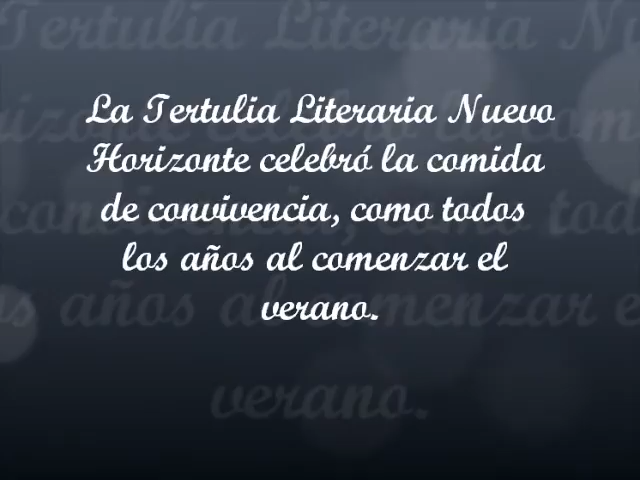 La Tertulia Literaria Nuevo
Horizonte celebró la comida
de convivencia, como todos
los años al comenzar el
verano.